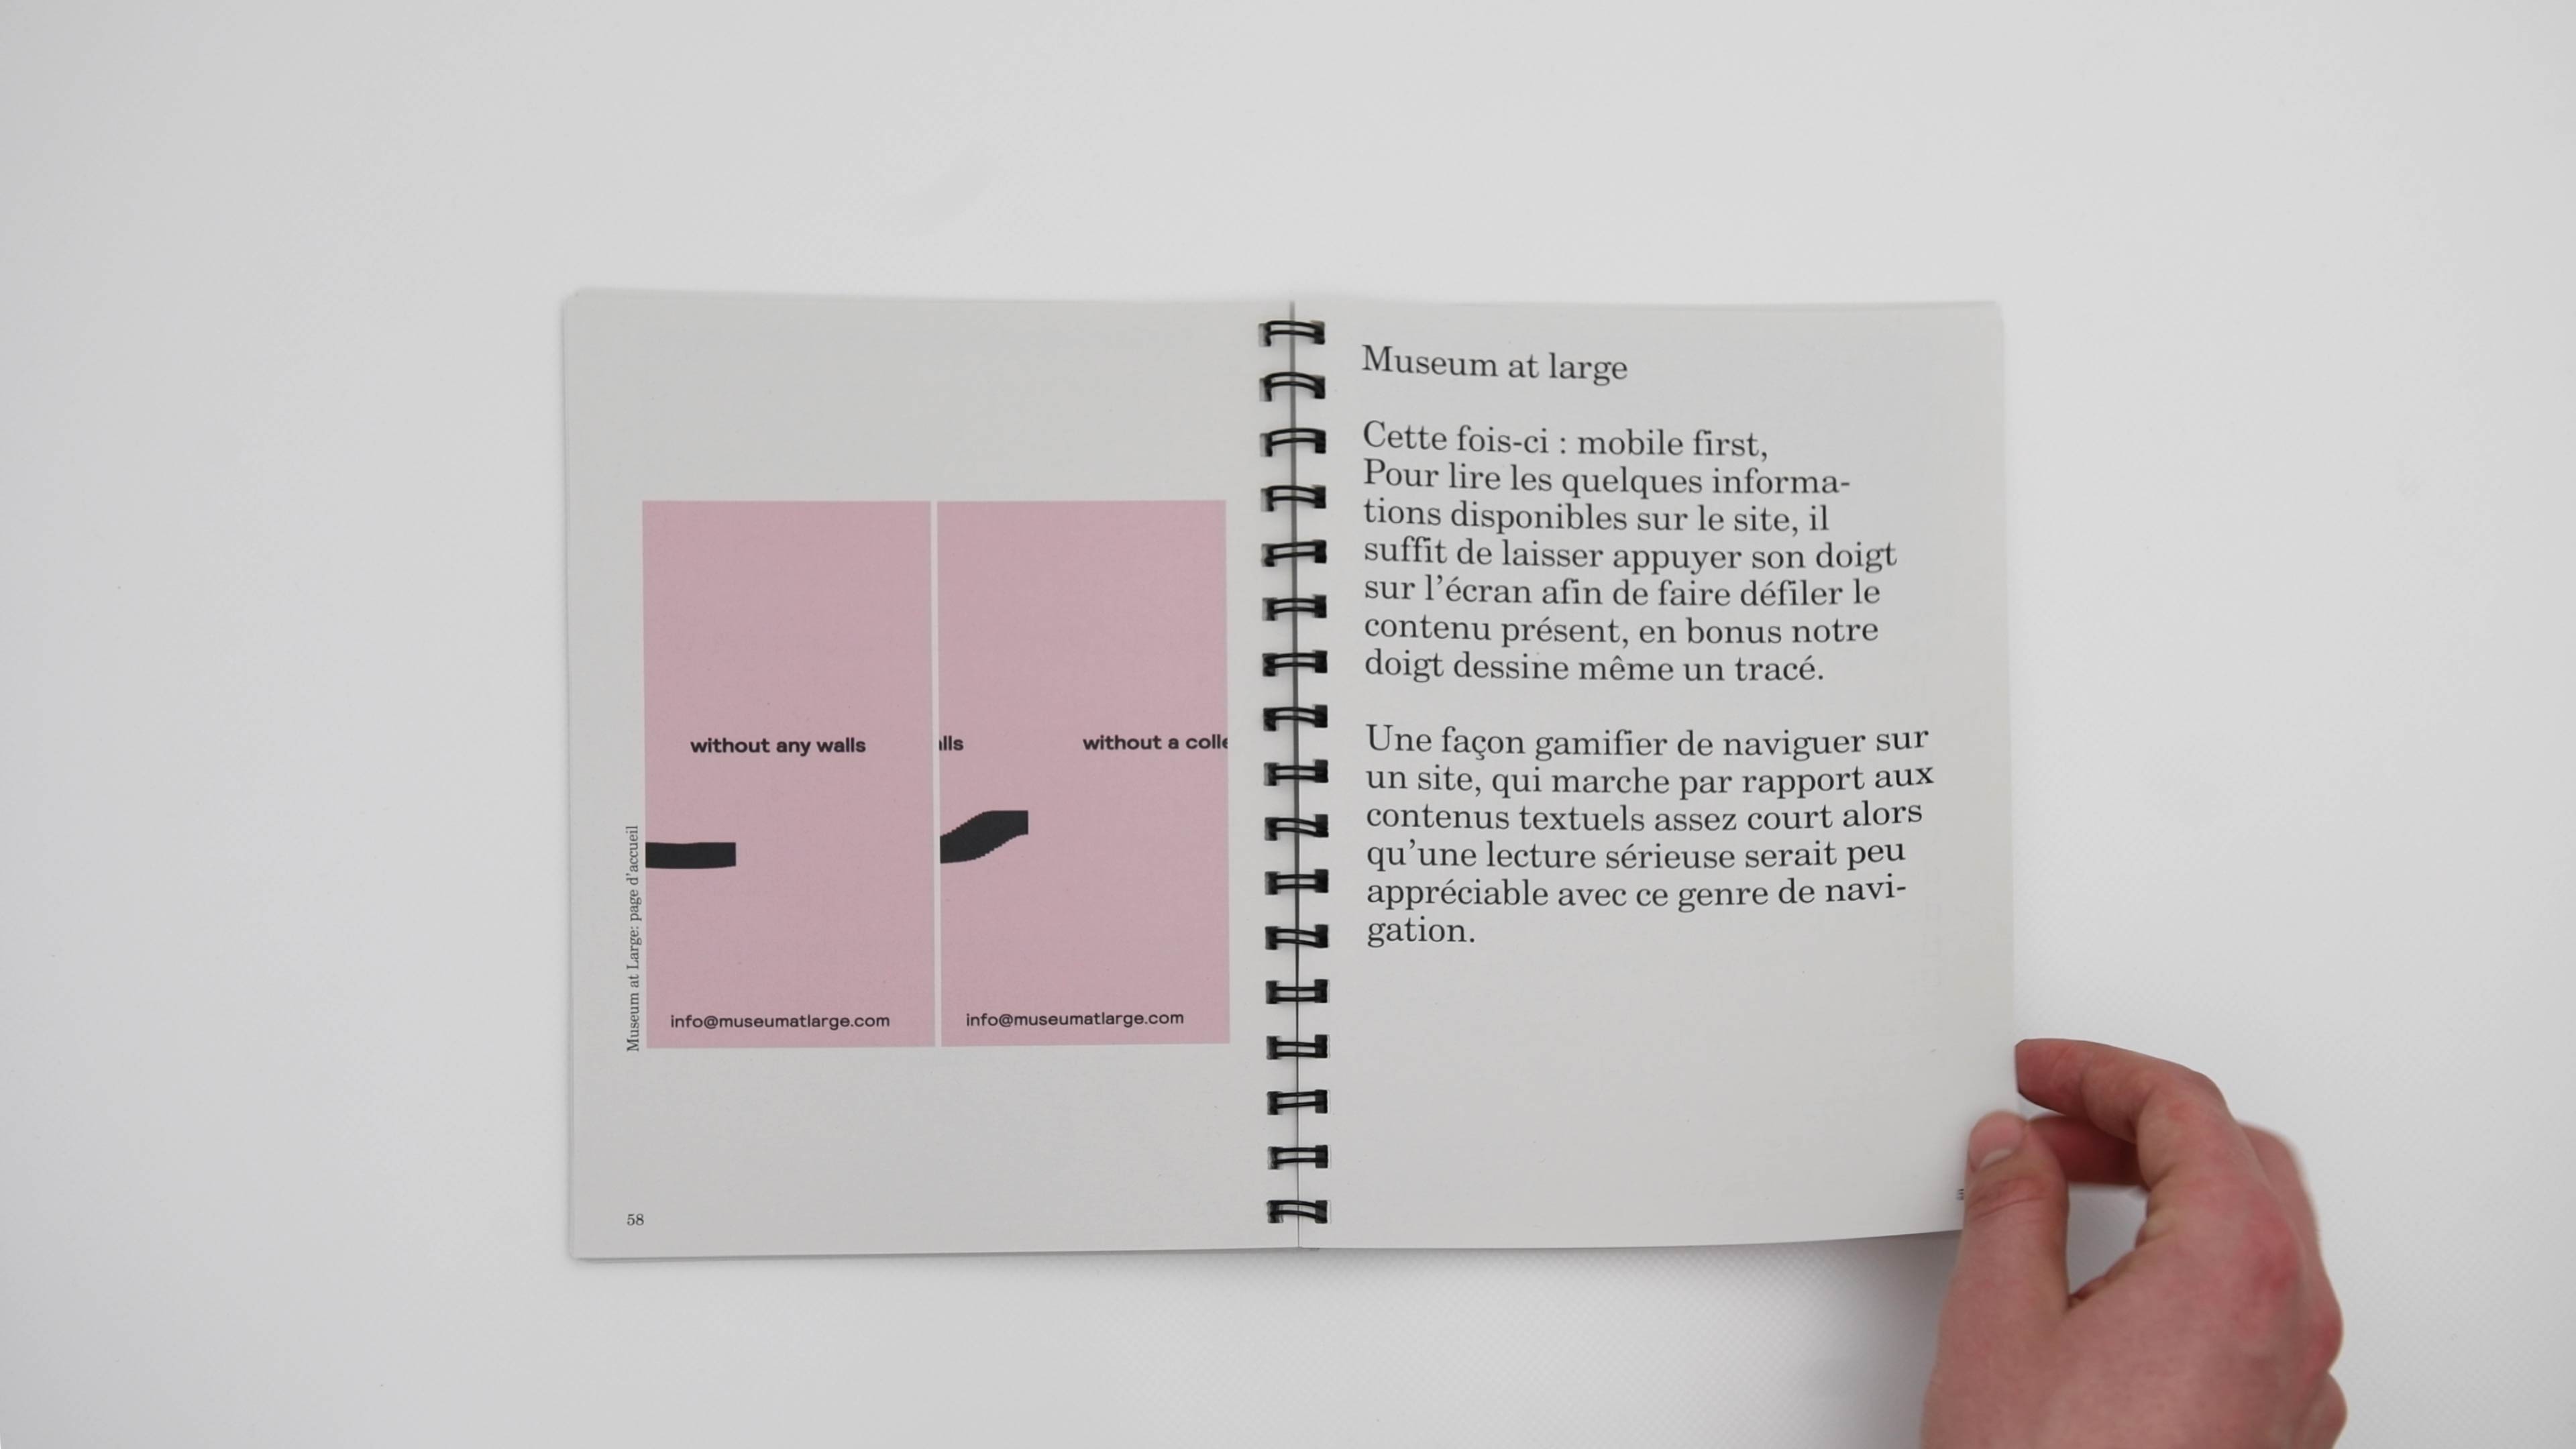 without any walls
info@museumatlarge.com
lls
without a colle
info@museumatlarge.com
Museum at Large: page d'accueil
58
Museum at large
Cette fois-ci : mobile first,
Pour lire les quelques informa-
tions disponibles sur le site, il
suffit de laisser appuyer son doigt
sur l'écran afin de faire défiler le
contenu présent, en bonus notre
doigt dessine même un tracé.
Une façon gamifier de naviguer sur
un site, qui marche par rapport aux
contenus textuels assez court alors
qu'une lecture sérieuse serait peu
appréciable avec ce genre de navi-
gation.